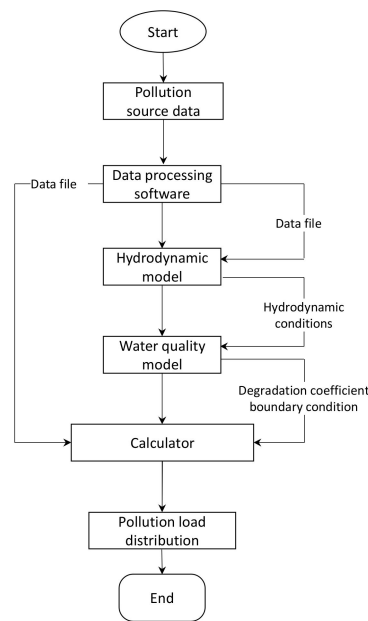 Start
Pollution
source data
Data processing
software
Data file
Data file
Hydrodynamic
model
Hydrodynamic
conditions
Water quality
model
Degradation coefficient
boundary condition
Calculator
Pollution load
distribution
End